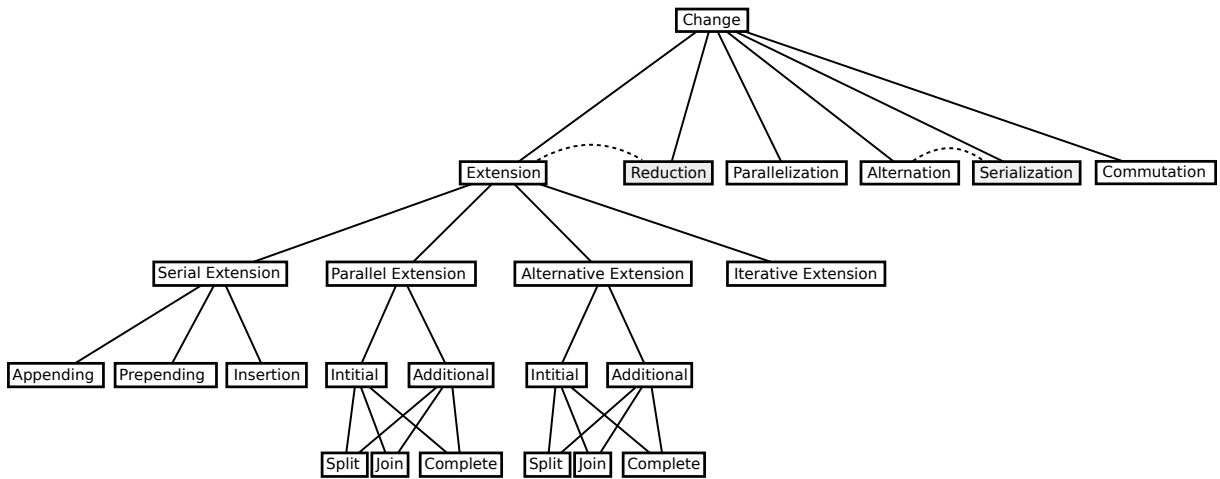 Change
Extension
Reduction
Parallelization
Alternation
Serialization
Commutation
Serial Extension
Parallel Extension
Alternative Extension
Iterative Extension
Appending
Prepending
Insertion
Intitial
Additional
Intitial
Additional
Split
Join
Complete
Split
Join
Complete